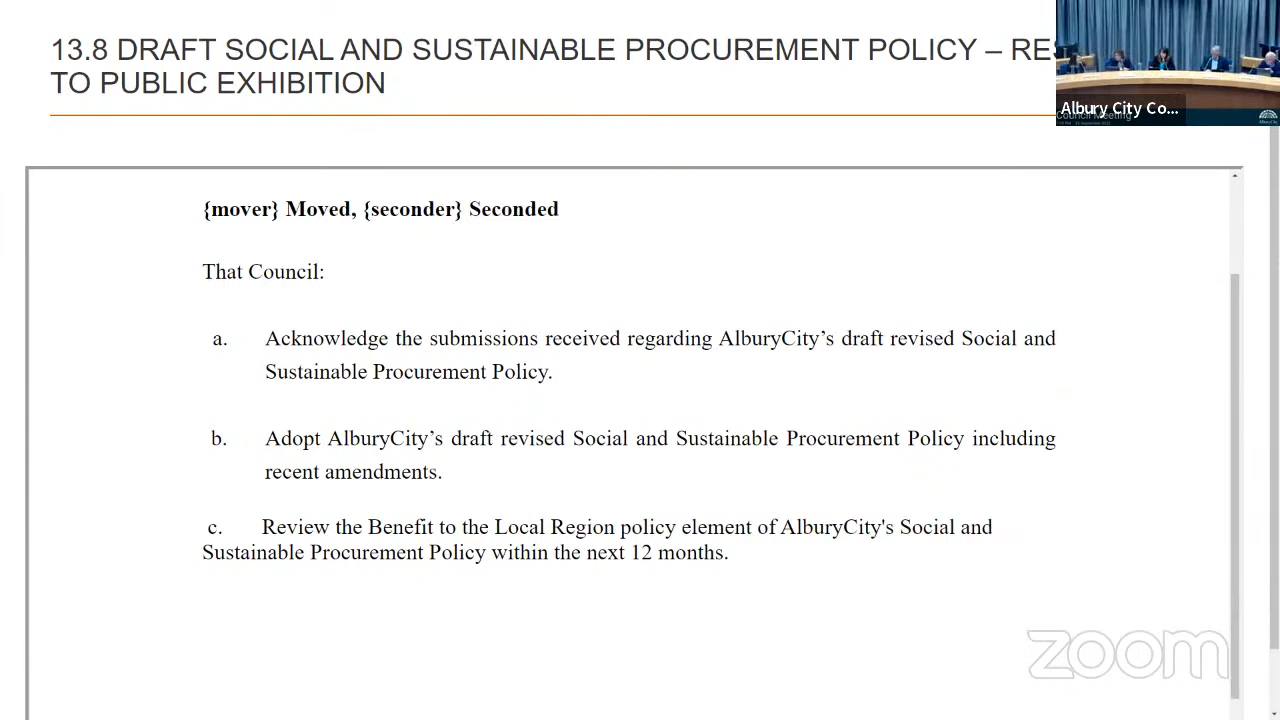 13.8 DRAFT SOCIAL AND SUSTAINABLE PROCUREMENT POLICY – RES
TO PUBLIC EXHIBITION
Albury City Co...
Council Meeting
{mover} Moved, {seconder} Seconded
That Council:
a. Acknowledge the submissions received regarding AlburyCity’s draft revised Social and
Sustainable Procurement Policy.
b. Adopt AlburyCity’s draft revised Social and Sustainable Procurement Policy including
recent amendments.
c. Review the Benefit to the Local Region policy element of AlburyCity's Social and
Sustainable Procurement Policy within the next 12 months.
zoom